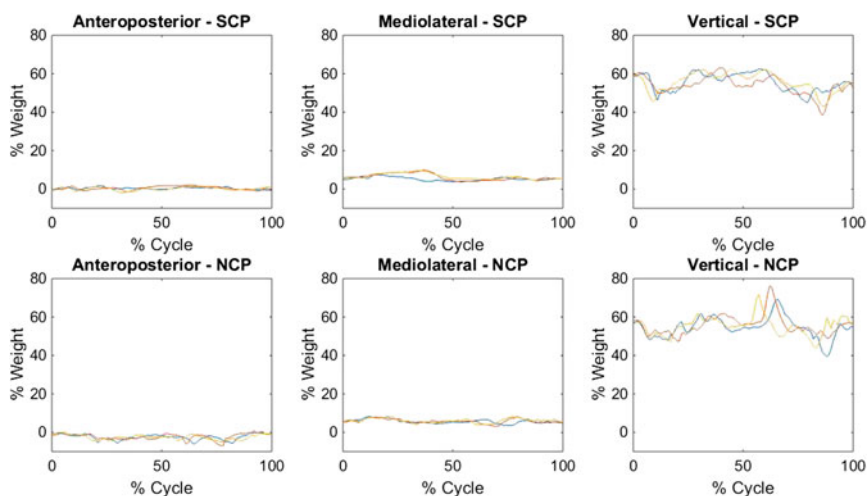 Anteroposterior - SCP
Mediolateral - SCP
Vertical - SCP
80
60
40
20
0
% Weight
0
50
100
% Cycle
80
60
40
20
0
% Weight
0
50
100
% Cycle
80
60
40
20
0
% Weight
0
50
100
% Cycle
Anteroposterior - NCP
Mediolateral - NCP
Vertical - NCP
80
60
40
20
0
% Weight
0
50
100
% Cycle
80
60
40
20
0
% Weight
0
50
100
% Cycle
80
60
40
20
0
% Weight
0
50
100
% Cycle